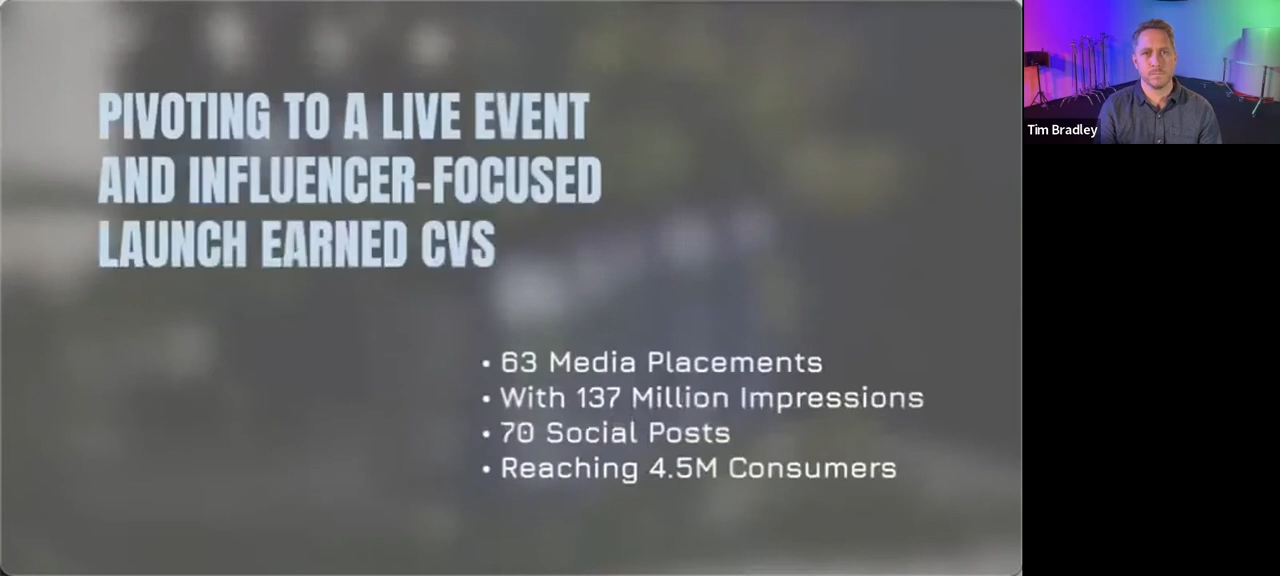 PIVOTING TO A LIVE EVENT
AND INFLUENCER-FOCUSED
LAUNCH EARNED CVS
• 63 Media Placements
• With 137 Million Impressions
• 70 Social Posts
• Reaching 4.5M Consumers
Tim Bradley